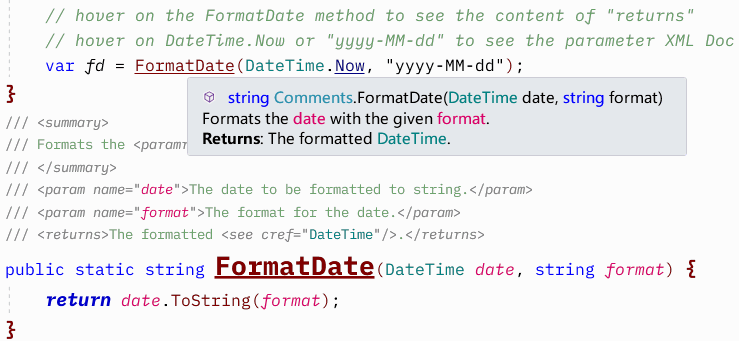 // hover on the FormatDate method to see the content of "returns"
// hover on DateTime.Now or "yyyy-MM-dd" to see the parameter XML Doc
var fd = FormatDate(DateTime.Now, "yyyy-MM-dd");
}
string Comments.FormatDate(DateTime date, string format)
Formats the date with the given format.
Returns: The formatted DateTime.
/// <summary>
/// Formats the <paramr
/// </summary>
/// <param name="date">The date to be formatted to string.</param>
/// <param name="format">The format for the date.</param>
/// <returns>The formatted <see cref="DateTime"/>.</returns>
public static string FormatDate(DateTime date, string format) {
return date.ToString(format);
}